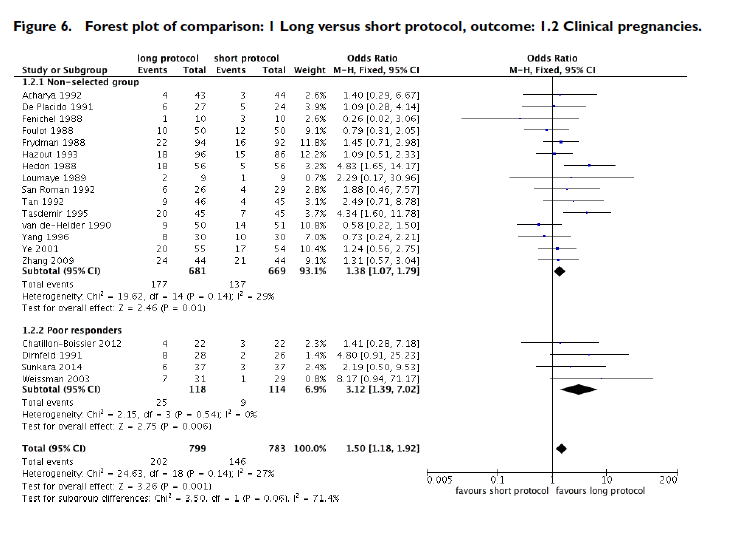 Figure 6. Forest plot of comparison: 1 Long versus short protocol, outcome: 1.2 Clinical pregnancies.
long protocol short protocol Odds Ratio Odds Ratio
Study or Subgroup Events Total Events Total Weight M-H, Fixed, 95% CI M-H, Fixed, 95% CI
1.2.1 Non-selected group
Acharya 1992 4 43 3 44 2.6% 1.40 [0.29, 6.67]
De Placido 1991 6 27 5 24 3.9% 1.09 [0.28, 4.14]
Fenichel 1988 1 10 3 10 2.6% 0.26 [0.02, 3.06]
Foulot 1988 10 50 12 50 9.1% 0.79 [0.31, 2.05]
Frydman 1988 22 94 16 92 11.8% 1.45 [0.71, 2.98]
Hazout 1993 18 96 15 86 12.2% 1.09 [0.51, 2.33]
Hedon 1988 18 56 5 56 3.2% 4.83 [1.65, 14.17]
Loumaye 1989 2 9 1 9 0.7% 2.29 [0.17, 30.96]
San Roman 1992 6 26 4 29 2.8% 1.88 [0.46, 7.57]
Tan 1992 9 46 4 45 3.1% 2.49 [0.71, 8.78]
Tasdemir 1995 20 45 7 45 3.7% 4.34 [1.60, 11.78]
van de-Helder 1990 9 50 14 51 10.8% 0.58 [0.22, 1.50]
Yang 1996 8 30 10 30 7.0% 0.73 [0.24, 2.21]
Ye 2001 20 55 17 54 10.4% 1.24 [0.56, 2.75]
Zhang 2009 24 44 21 44 9.1% 1.31 [0.57, 3.04]
Subtotal (95% CI) 681 669 93.1% 1.38 [1.07, 1.79]
Total events 177 137
Heterogeneity: Chi² = 19.62, df = 14 (P = 0.14); I² = 29%
Test for overall effect: Z = 2.46 (P = 0.01)
1.2.2 Poor responders
Chatillon-Boissier 2012 4 22 3 22 2.3% 1.41 [0.28, 7.18]
Dirnfeld 1991 8 28 2 26 1.4% 4.80 [0.91, 25.23]
Sunkara 2014 6 37 3 37 2.4% 2.19 [0.50, 9.53]
Weissman 2003 7 31 1 29 0.8% 8.17 [0.94, 71.17]
Subtotal (95% CI) 118 114 6.9% 3.12 [1.39, 7.02]
Total events 25 9
Heterogeneity: Chi² = 2.15, df = 3 (P = 0.54); I² = 0%
Test for overall effect: Z = 2.75 (P = 0.006)
Total (95% CI) 799 783 100.0% 1.50 [1.18, 1.92]
Total events 202 146
Heterogeneity: Chi² = 24.63, df = 18 (P = 0.14); I² = 27%
Test for overall effect: Z = 3.26 (P = 0.001)
Test for subgroup differences: Chi² = 3.50, df = 1 (P = 0.06), I² = 71.4%
0.005 0.1 1 10 200
favours short protocol favours long protocol